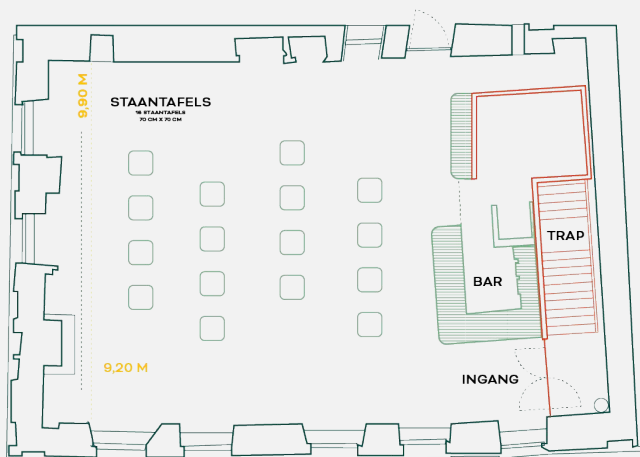 9,90 M
STAANTAFELS
16 STAANTAFELS
70 CM X 70 CM
TRAP
BAR
9,20 M
INGANG